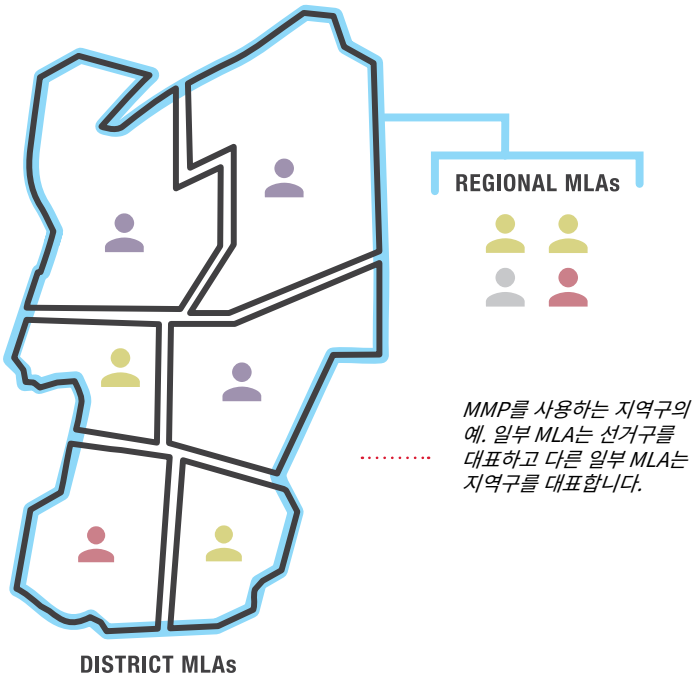 REGIONAL MLAs
MMP를 사용하는 지역구의
예. 일부 MLA는 선거구를
대표하고 다른 일부 MLA는
지역구를 대표합니다.
DISTRICT MLAs